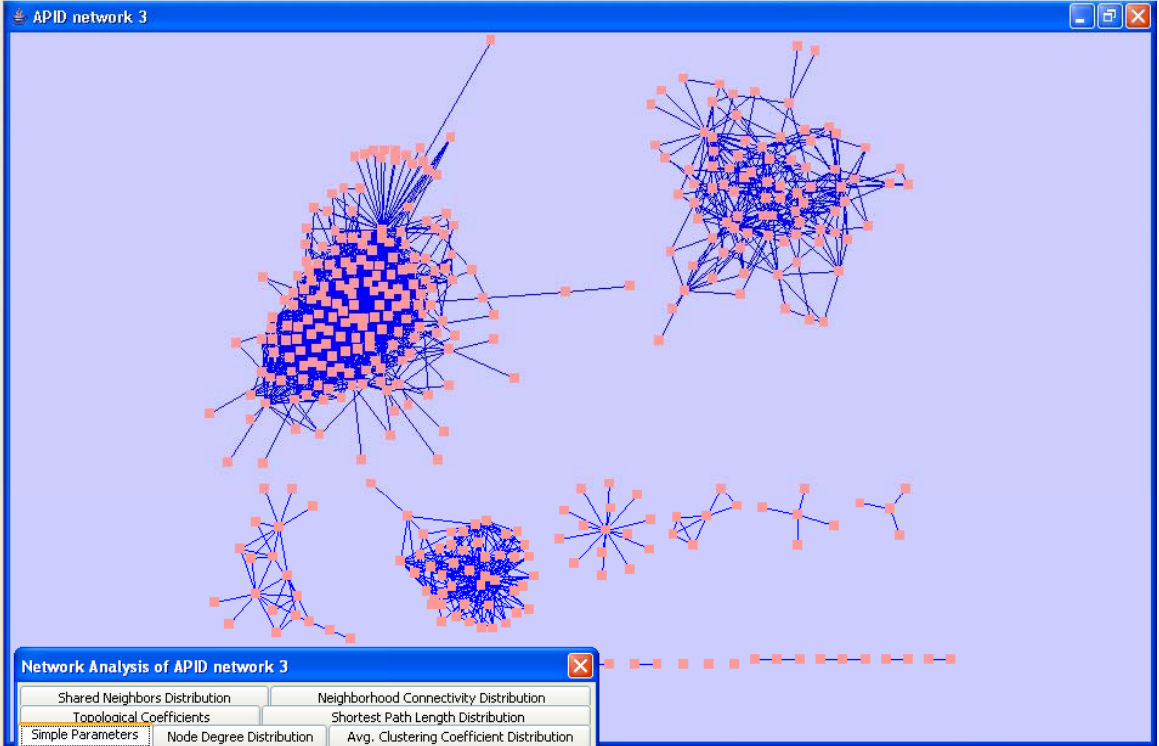 APID network 3
Network Analysis of APID network 3
Shared Neighbors Distribution Neighborhood Connectivity Distribution
Topological Coefficients Shortest Path Length Distribution
Simple Parameters Node Degree Distribution Avg. Clustering Coefficient Distribution